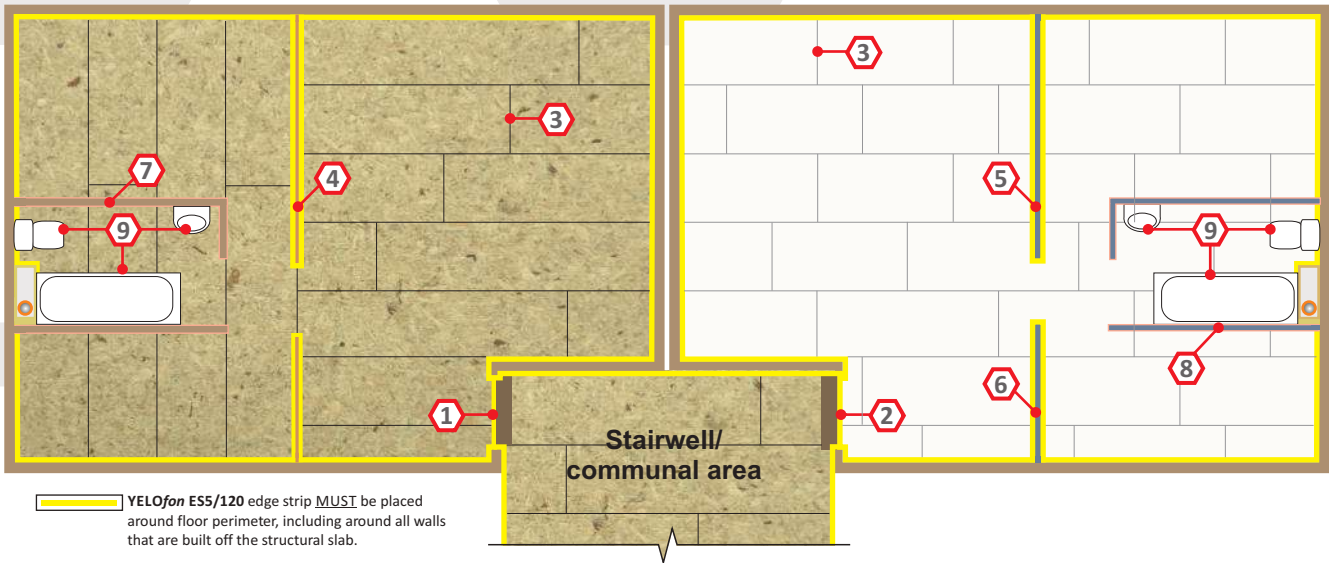 3
3
7
4
5
9
9
8
6
1
2
Stairwell/
communal area
YELOfon ES5/120 edge strip MUST be placed
around floor perimeter, including around all walls
that are built off the structural slab.